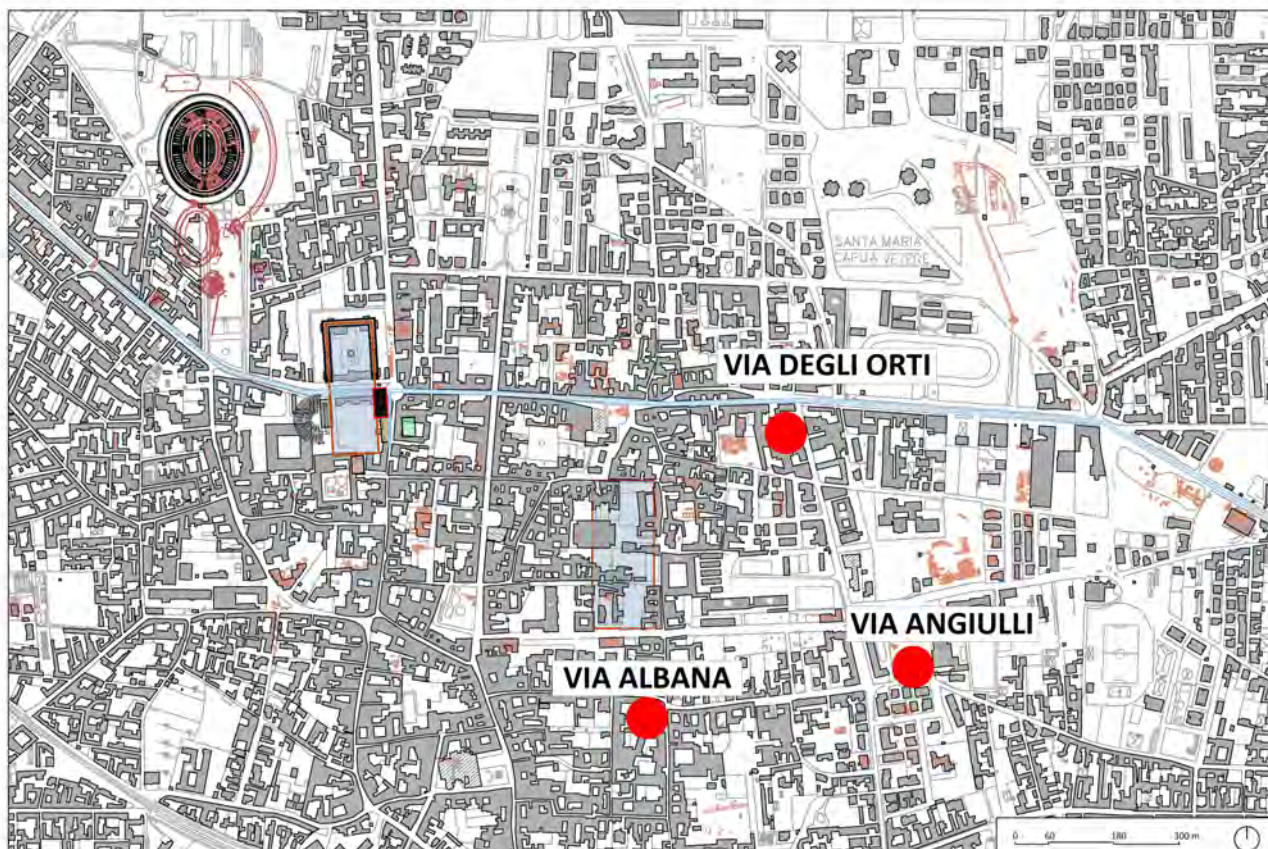 SANTA MARIA
CAPUA VETERE
VIA DEGLI ORTI
VIA ANGIULLI
VIA ALBANA
0 60 180 300 m